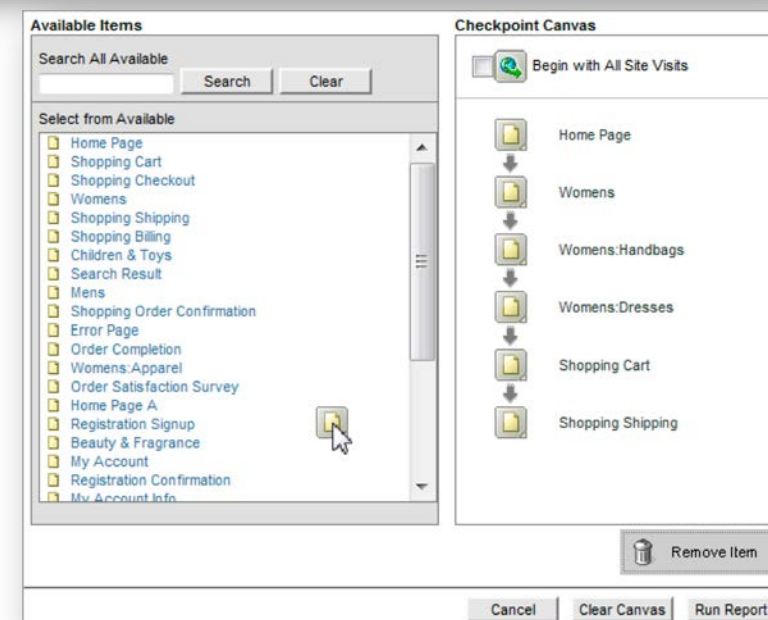 Available Items
Search All Available
Search
Clear
Select from Available
Home Page
Shopping Cart
Shopping Checkout
Womens
Shopping Shipping
Shopping Billing
Children & Toys
Search Result
Mens
Shopping Order Confirmation
Error Page
Order Completion
Womens:Apparel
Order Satisfaction Survey
Home Page A
Registration Signup
Beauty & Fragrance
My Account
Registration Confirmation
My Account Info
Checkpoint Canvas
Begin with All Site Visits
Home Page
Womens
Womens:Handbags
Womens:Dresses
Shopping Cart
Shopping Shipping
Remove Item
Cancel
Clear Canvas
Run Report